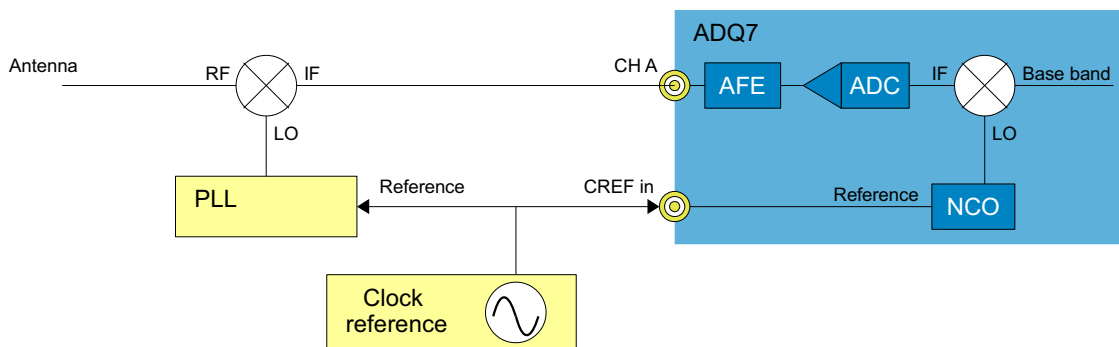 ADQ7
Antenna
RF
IF
CH A
AFE
ADC
IF
Base band
LO
LO
PLL
Reference
CREF in
Reference
NCO
Clock
reference